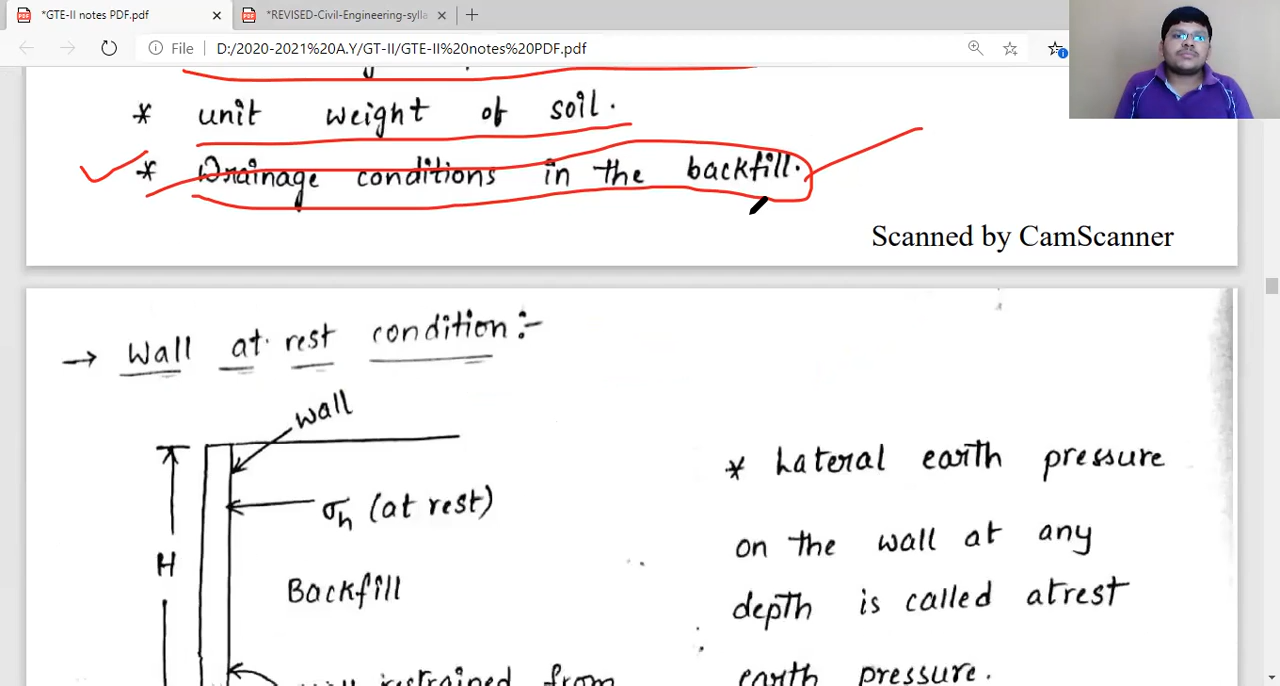 *GTE-II notes PDF.pdf
*REVISED-Civil-Engineering-sylla
File D:/2020-2021%20A.Y/GT-II/GTE-II%20notes%20PDF.pdf
* unit weight of soil.
* Drainage conditions in the backfill.
Scanned by CamScanner
→ Wall at rest condition :-
wall
σh (at rest)
H
Backfill
* Lateral earth pressure
on the wall at any
depth is called atrest
earth pressure.
restrained from